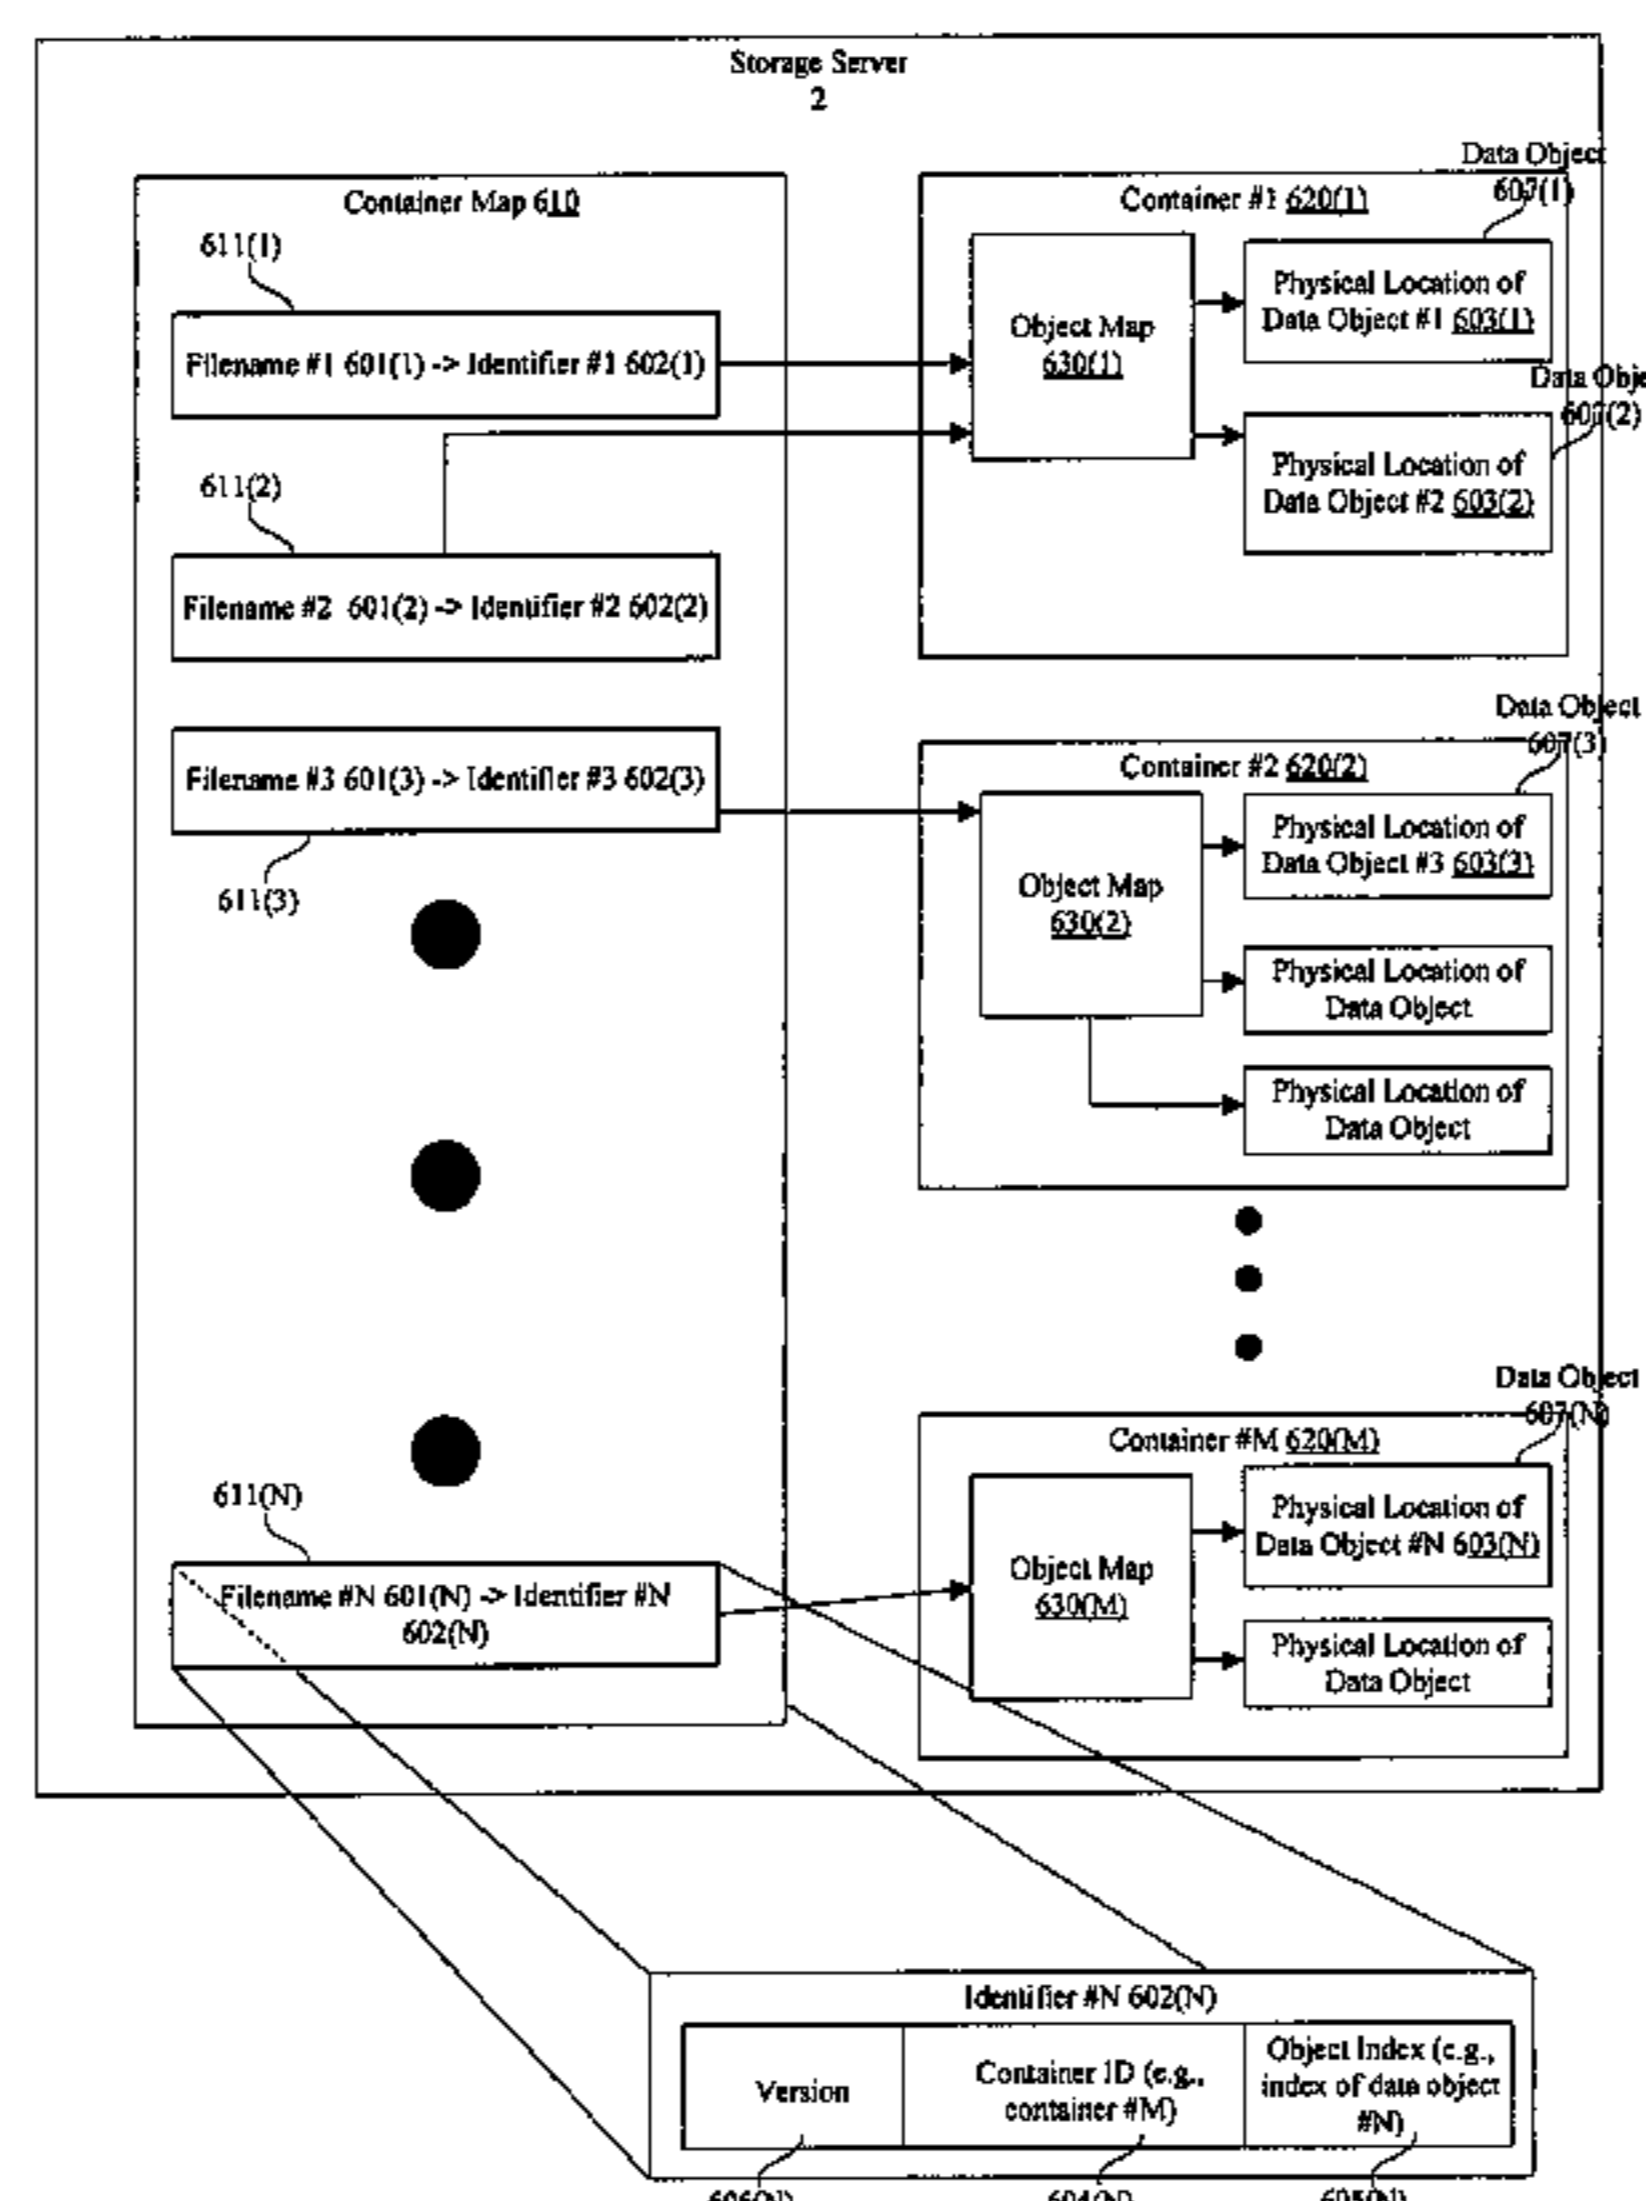 Storage Server
2
Container Map 610
611(1)
Filename #1 601(1) -> Identifier #1 602(1)
611(2)
Filename #2 601(2) -> Identifier #2 602(2)
Filename #3 601(3) -> Identifier #3 602(3)
611(3)
611(N)
Filename #N 601(N) -> Identifier #N
602(N)
Data Object
607(1)
Container #1 620(1)
Object Map
630(1)
Physical Location of
Data Object #1 603(1)
Data Obje
607(2)
Physical Location of
Data Object #2 603(2)
Data Object
607(3)
Container #2 620(2)
Object Map
630(2)
Physical Location of
Data Object #3 603(3)
Physical Location of
Data Object
Physical Location of
Data Object
Data Object
607(N)
Container #M 620(M)
Object Map
630(M)
Physical Location of
Data Object #N 603(N)
Physical Location of
Data Object
Identifier #N 602(N)
Version
Container ID (e.g.,
container #M)
Object Index (e.g.,
index of data object
#N)
606(N)
604(N)
605(N)